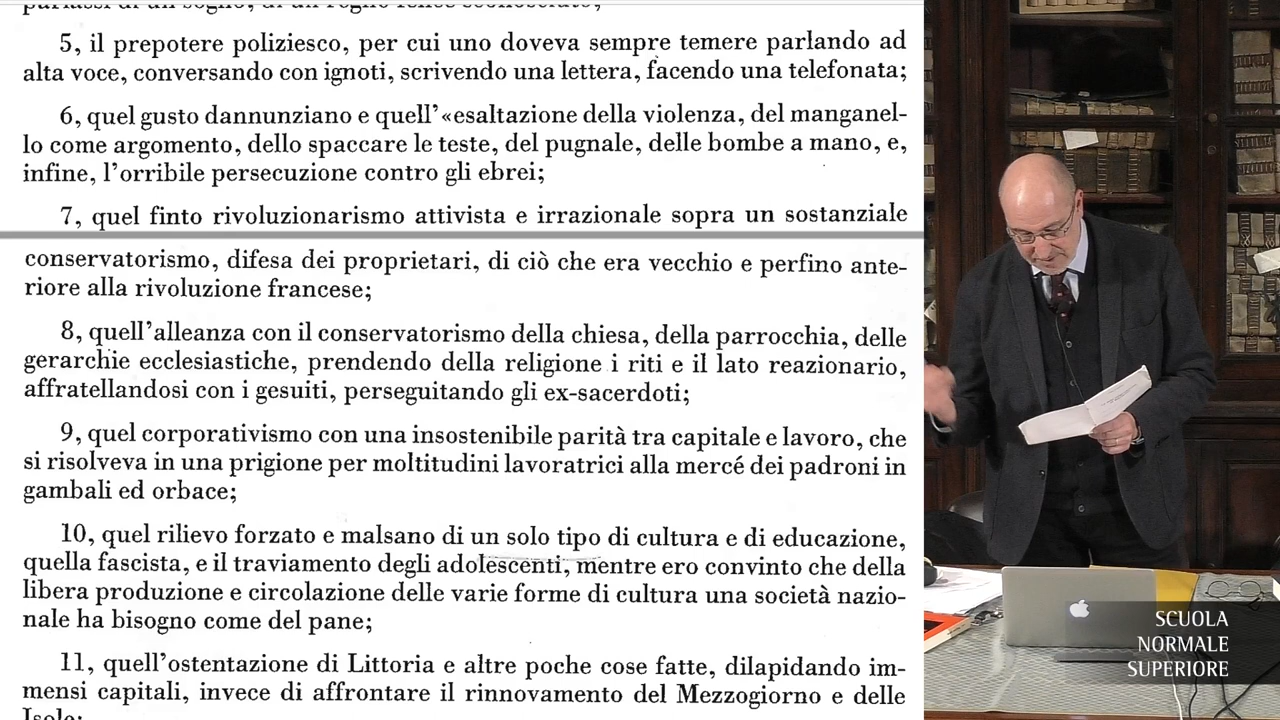 parlassi di un sogno, di un regno
5, il prepotere poliziesco, per cui uno doveva sempre temere parlando ad
alta voce, conversando con ignoti, scrivendo una lettera, facendo una telefonata;
6, quel gusto dannunziano e quell'«esaltazione della violenza, del manganel-
lo come argomento, dello spaccare le teste, del pugnale, delle bombe a mano, e,
infine, l'orribile persecuzione contro gli ebrei;
7, quel finto rivoluzionarismo attivista e irrazionale sopra un sostanziale
conservatorismo, difesa dei proprietari, di ciò che era vecchio e perfino ante-
riore alla rivoluzione francese;
8, quell'alleanza con il conservatorismo della chiesa, della parrocchia, delle
gerarchie ecclesiastiche, prendendo della religione i riti e il lato reazionario,
affratellandosi con i gesuiti, perseguitando gli ex-sacerdoti;
9, quel corporativismo con una insostenibile parità tra capitale e lavoro, che
si risolveva in una prigione per moltitudini lavoratrici alla mercé dei padroni in
gambali ed orbace;
10, quel rilievo forzato e malsano di un solo tipo di cultura e di educazione,
quella fascista, e il traviamento degli adolescenti, mentre ero convinto che della
libera produzione e circolazione delle varie forme di cultura una società nazio-
nale ha bisogno come del pane;
11, quell'ostentazione di Littoria e altre poche cose fatte, dilapidando im-
mensi capitali, invece di affrontare il rinnovamento del Mezzogiorno e delle
Isole;
SCUOLA
NORMALE
SUPERIORE